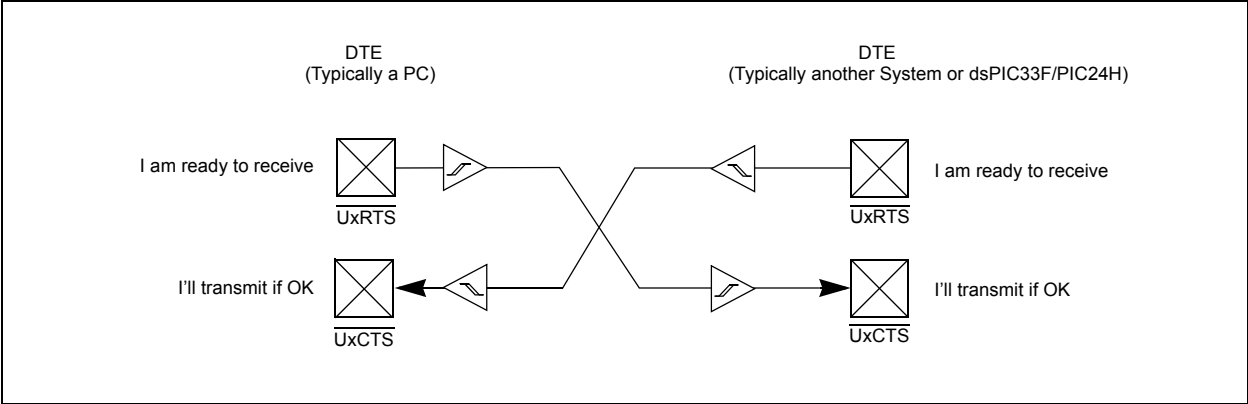 DTE
(Typically a PC)
DTE
(Typically another System or dsPIC33F/PIC24H)
I am ready to receive
UxRTS
UxRTS
I am ready to receive
I'll transmit if OK
UxCTS
UxCTS
I'll transmit if OK